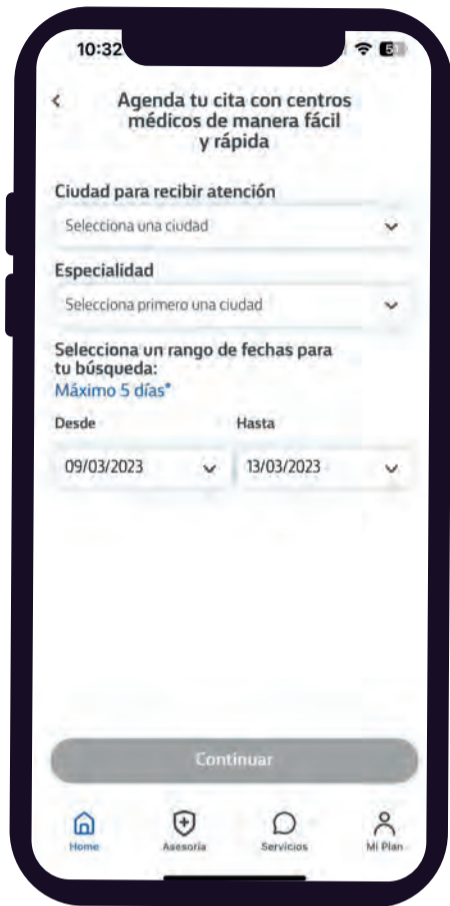 10:32
Agenda tu cita con centros
médicos de manera fácil
y rápida
Ciudad para recibir atención
Selecciona una ciudad
Especialidad
Selecciona primero una ciudad
Selecciona un rango de fechas para
tu búsqueda:
Máximo 5 días*
Desde Hasta
09/03/2023 13/03/2023
Continuar
Home Asesoría Servicios Mi Plan